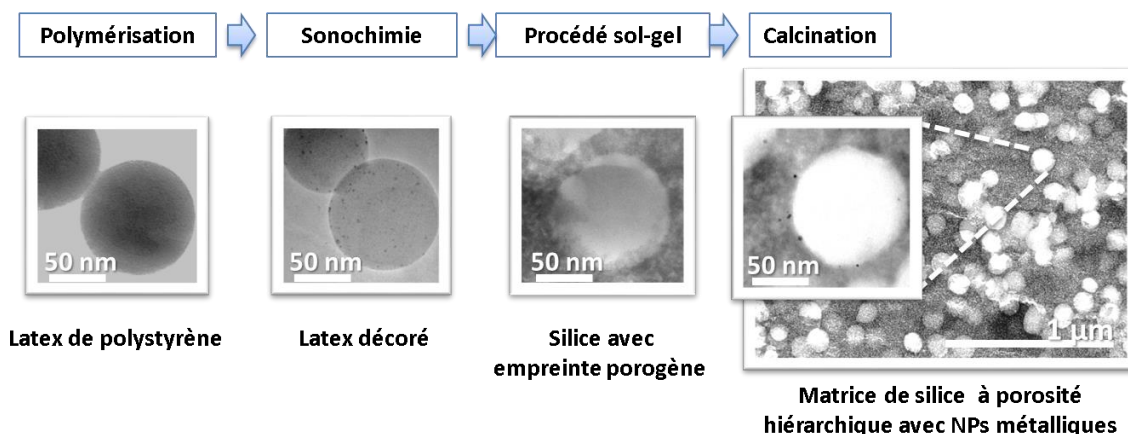 Polymérisation
Sonochimie
Procédé sol-gel
Calcination
50 nm
50 nm
50 nm
50 nm
1 µm
Latex de polystyrène
Latex décoré
Silice avec
empreinte porogène
Matrice de silice à porosité
hiérarchique avec NPs métalliques